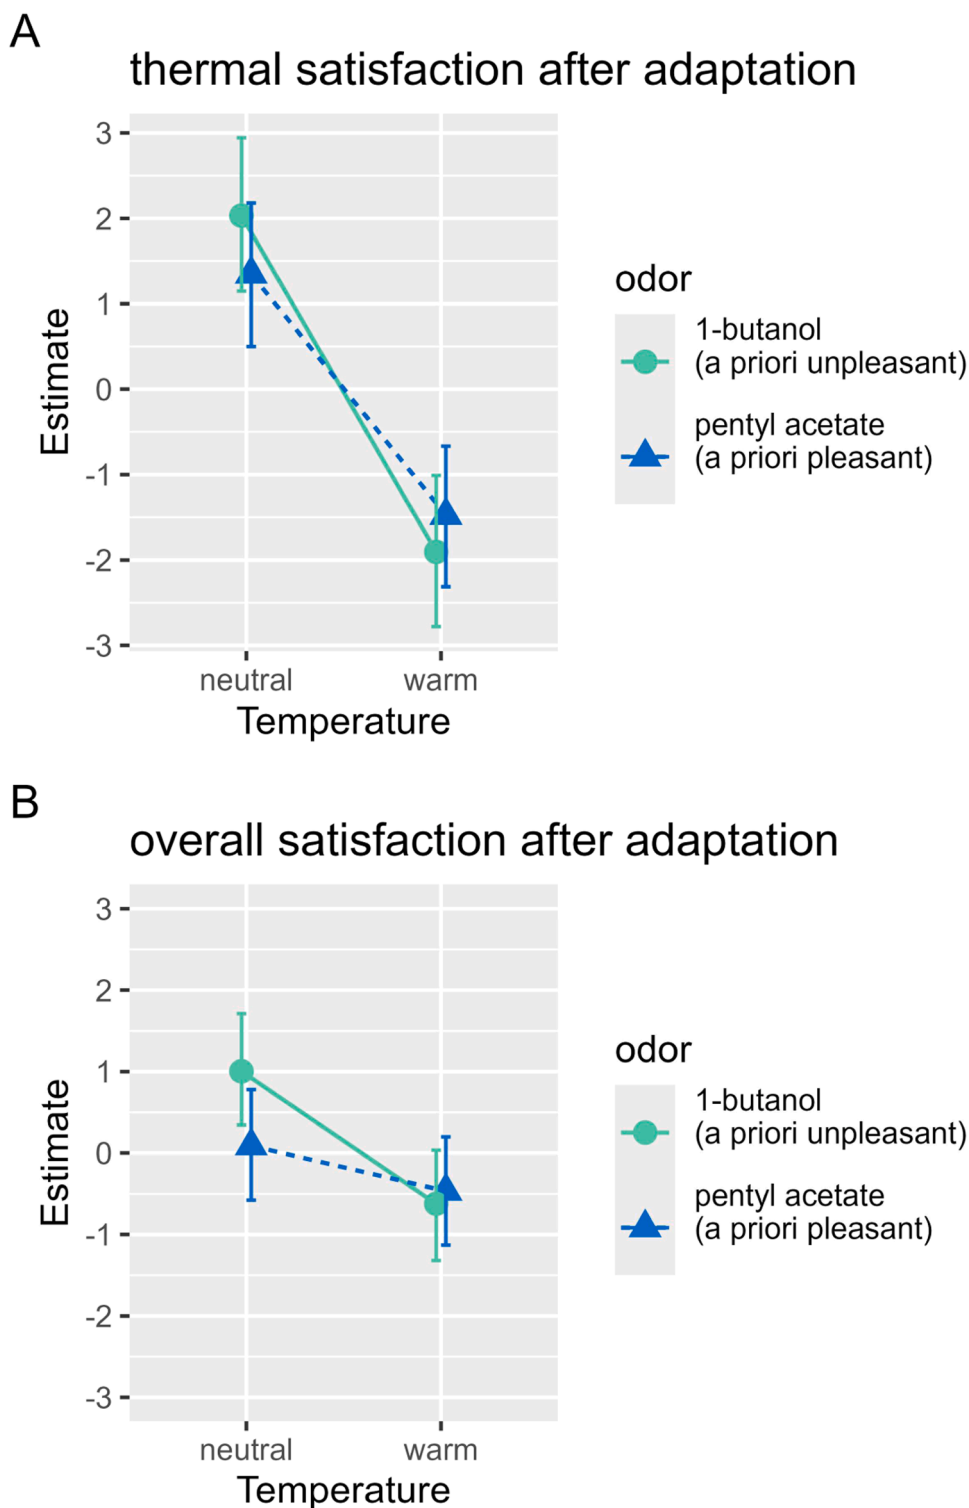 A
thermal satisfaction after adaptation
3
2
1
0
-1
-2
-3
Estimate
neutral
warm
Temperature
odor
1-butanol
(a priori unpleasant)
pentyl acetate
(a priori pleasant)
B
overall satisfaction after adaptation
3
2
1
0
-1
-2
-3
Estimate
neutral
warm
Temperature
odor
1-butanol
(a priori unpleasant)
pentyl acetate
(a priori pleasant)